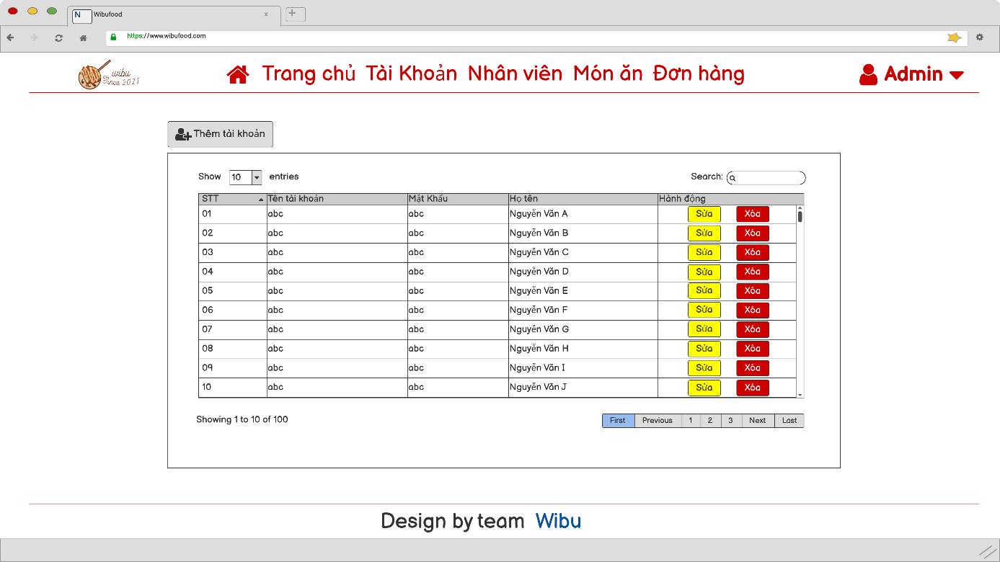 N Wibufood x
https://www.wibufood.com
wibu
Since 2021
Trang chủ Tài Khoản Nhân viên Món ăn Đơn hàng
Admin
Thêm tài khoản
Show 10 entries Search:
STT Tên tài khoản Mật Khẩu Họ tên Hành động
01 abc abc Nguyễn Văn A Sửa Xóa
02 abc abc Nguyễn Văn B Sửa Xóa
03 abc abc Nguyễn Văn C Sửa Xóa
04 abc abc Nguyễn Văn D Sửa Xóa
05 abc abc Nguyễn Văn E Sửa Xóa
06 abc abc Nguyễn Văn F Sửa Xóa
07 abc abc Nguyễn Văn G Sửa Xóa
08 abc abc Nguyễn Văn H Sửa Xóa
09 abc abc Nguyễn Văn I Sửa Xóa
10 abc abc Nguyễn Văn J Sửa Xóa
Showing 1 to 10 of 100 First Previous 1 2 3 Next Last
Design by team Wibu